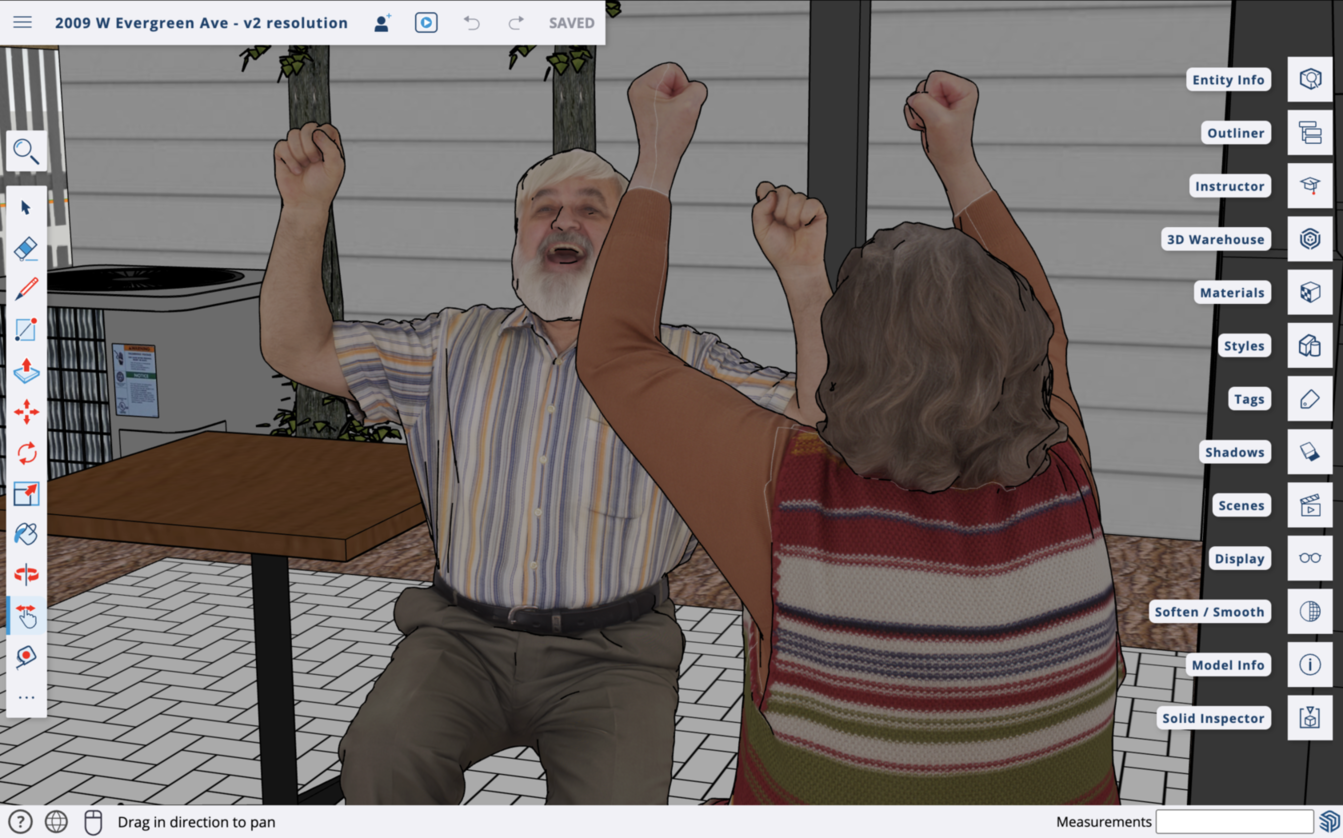 2009 W Evergreen Ave - v2 resolution
SAVED
Entity Info
Outliner
Instructor
3D Warehouse
Materials
Styles
Tags
Shadows
Scenes
Display
Soften / Smooth
Model Info
Solid Inspector
Drag in direction to pan
Measurements